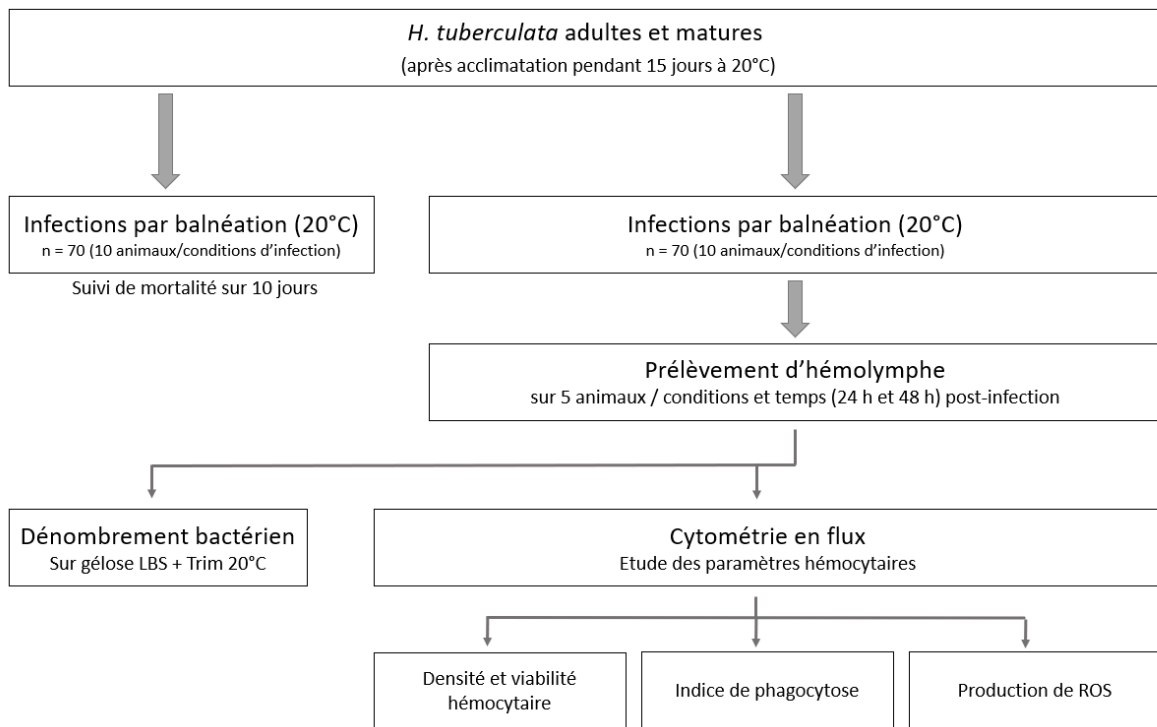 H. tuberculata adultes et matures
(après acclimatation pendant 15 jours à 20°C)
Infections par balnéation (20°C)
n = 70 (10 animaux/conditions d’infection)
Suivi de mortalité sur 10 jours
Infections par balnéation (20°C)
n = 70 (10 animaux/conditions d’infection)
Prélèvement d’hémolymphe
sur 5 animaux / conditions et temps (24 h et 48 h) post-infection
Dénombrement bactérien
Sur gélose LBS + Trim 20°C
Cytométrie en flux
Etude des paramètres hémocytaires
Densité et viabilité
hémocytaire
Indice de phagocytose
Production de ROS